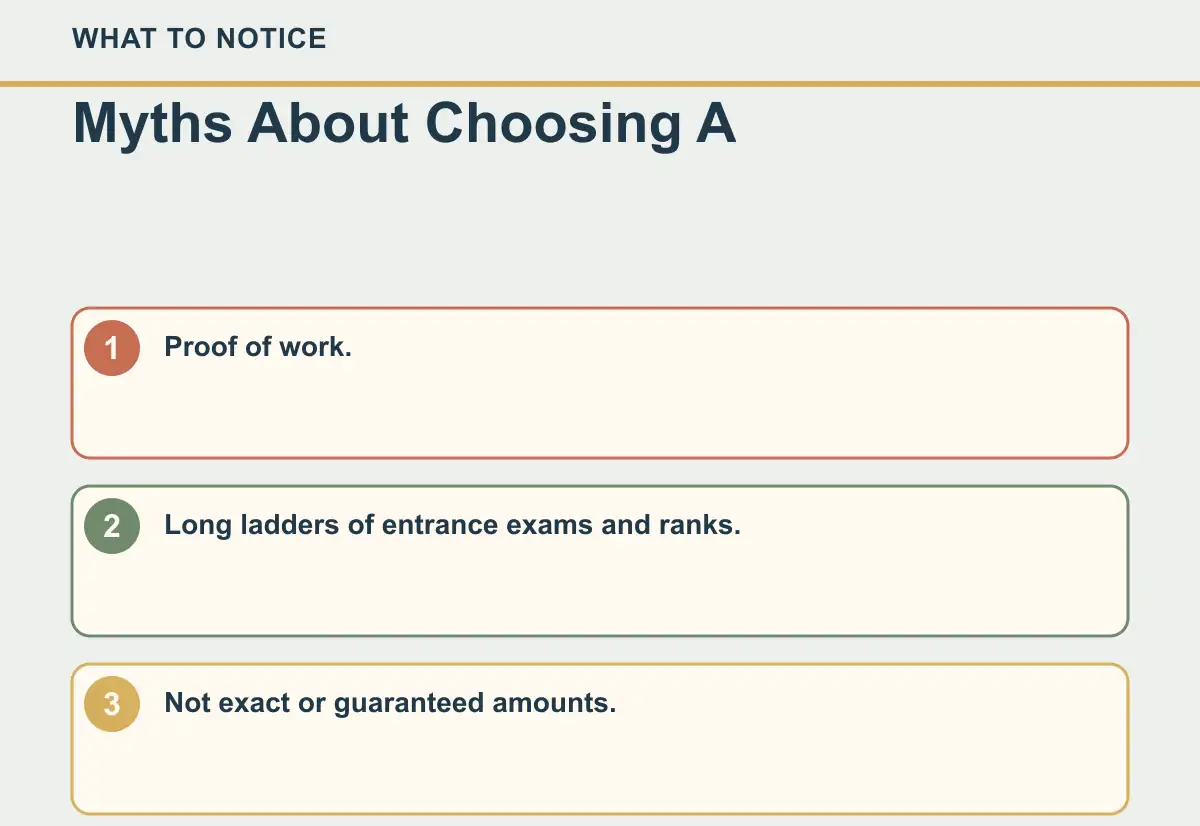 WHAT TO NOTICE
Myths About Choosing A
1 Proof of work.
2 Long ladders of entrance exams and ranks.
3 Not exact or guaranteed amounts.